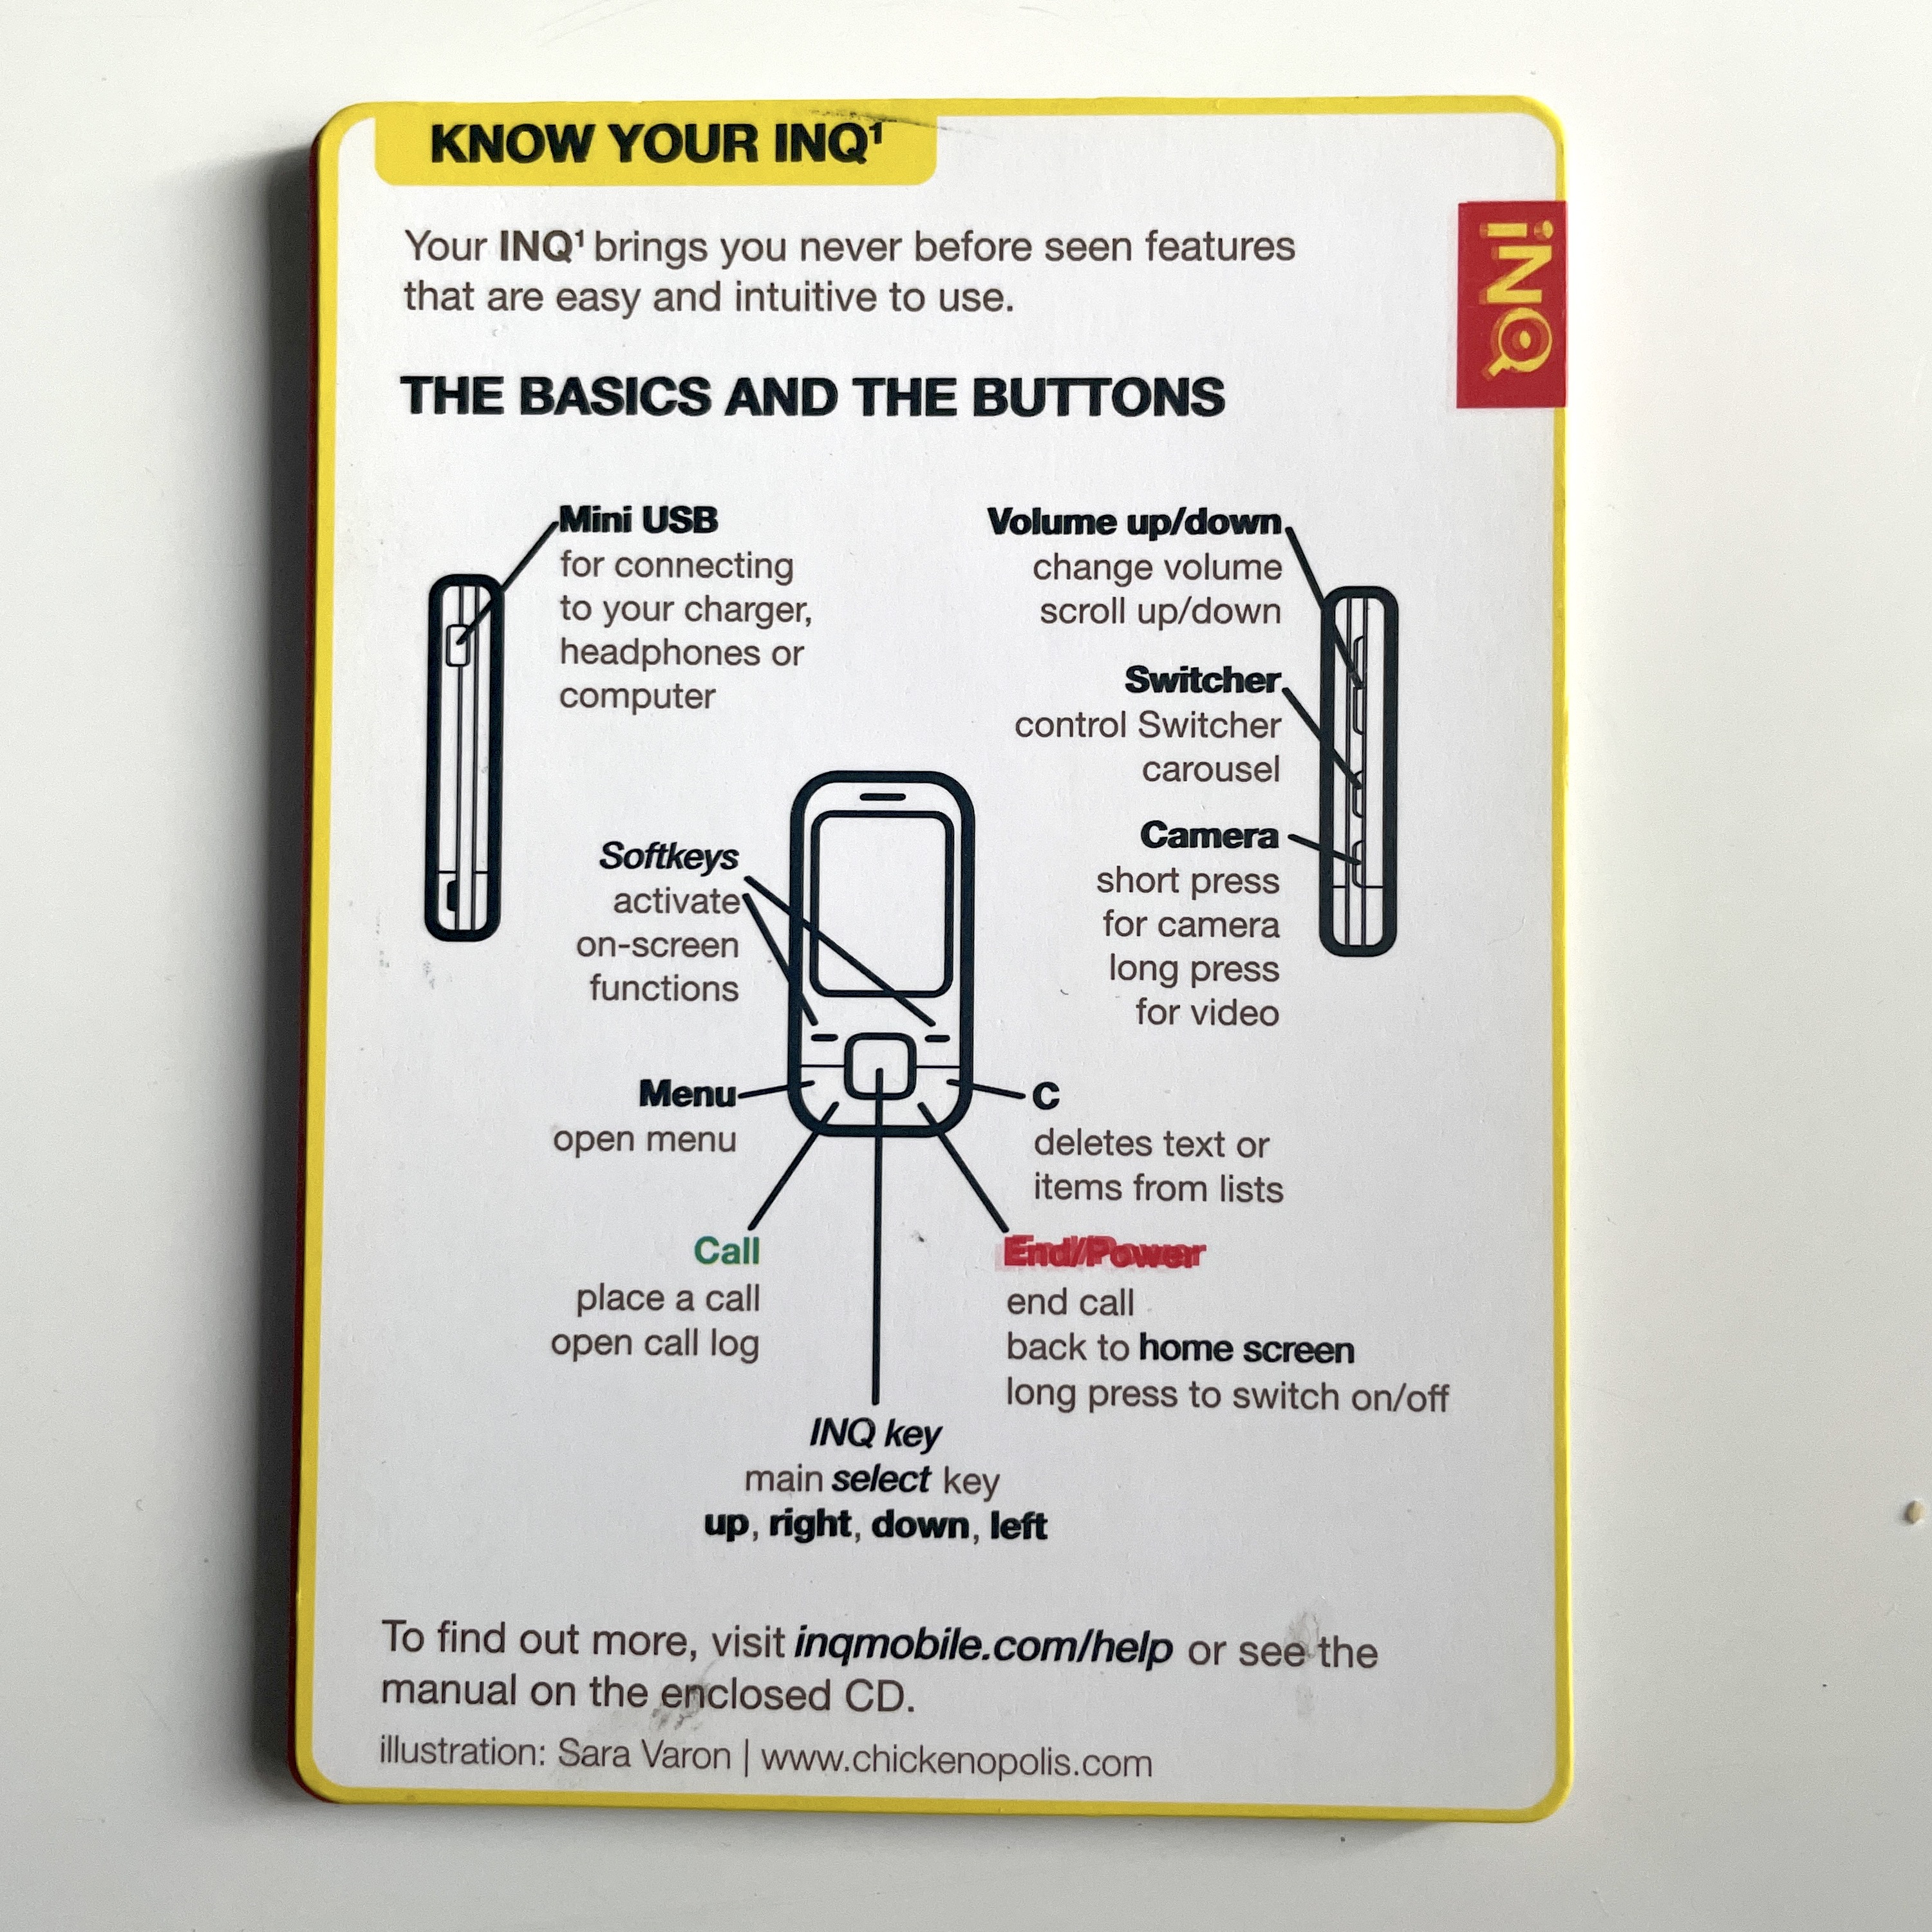 KNOW YOUR INQ¹
iNQ
Your INQ¹ brings you never before seen features
that are easy and intuitive to use.
THE BASICS AND THE BUTTONS
Mini USB
for connecting
to your charger,
headphones or
computer
Volume up/down
change volume
scroll up/down
Switcher
control Switcher
carousel
Camera
short press
for camera
long press
for video
Softkeys
activate
on-screen
functions
Menu
open menu
C
deletes text or
items from lists
Call
place a call
open call log
End/Power
end call
back to home screen
long press to switch on/off
INQ key
main select key
up, right, down, left
To find out more, visit inqmobile.com/help or see the
manual on the enclosed CD.
illustration: Sara Varon | www.chickenopolis.com